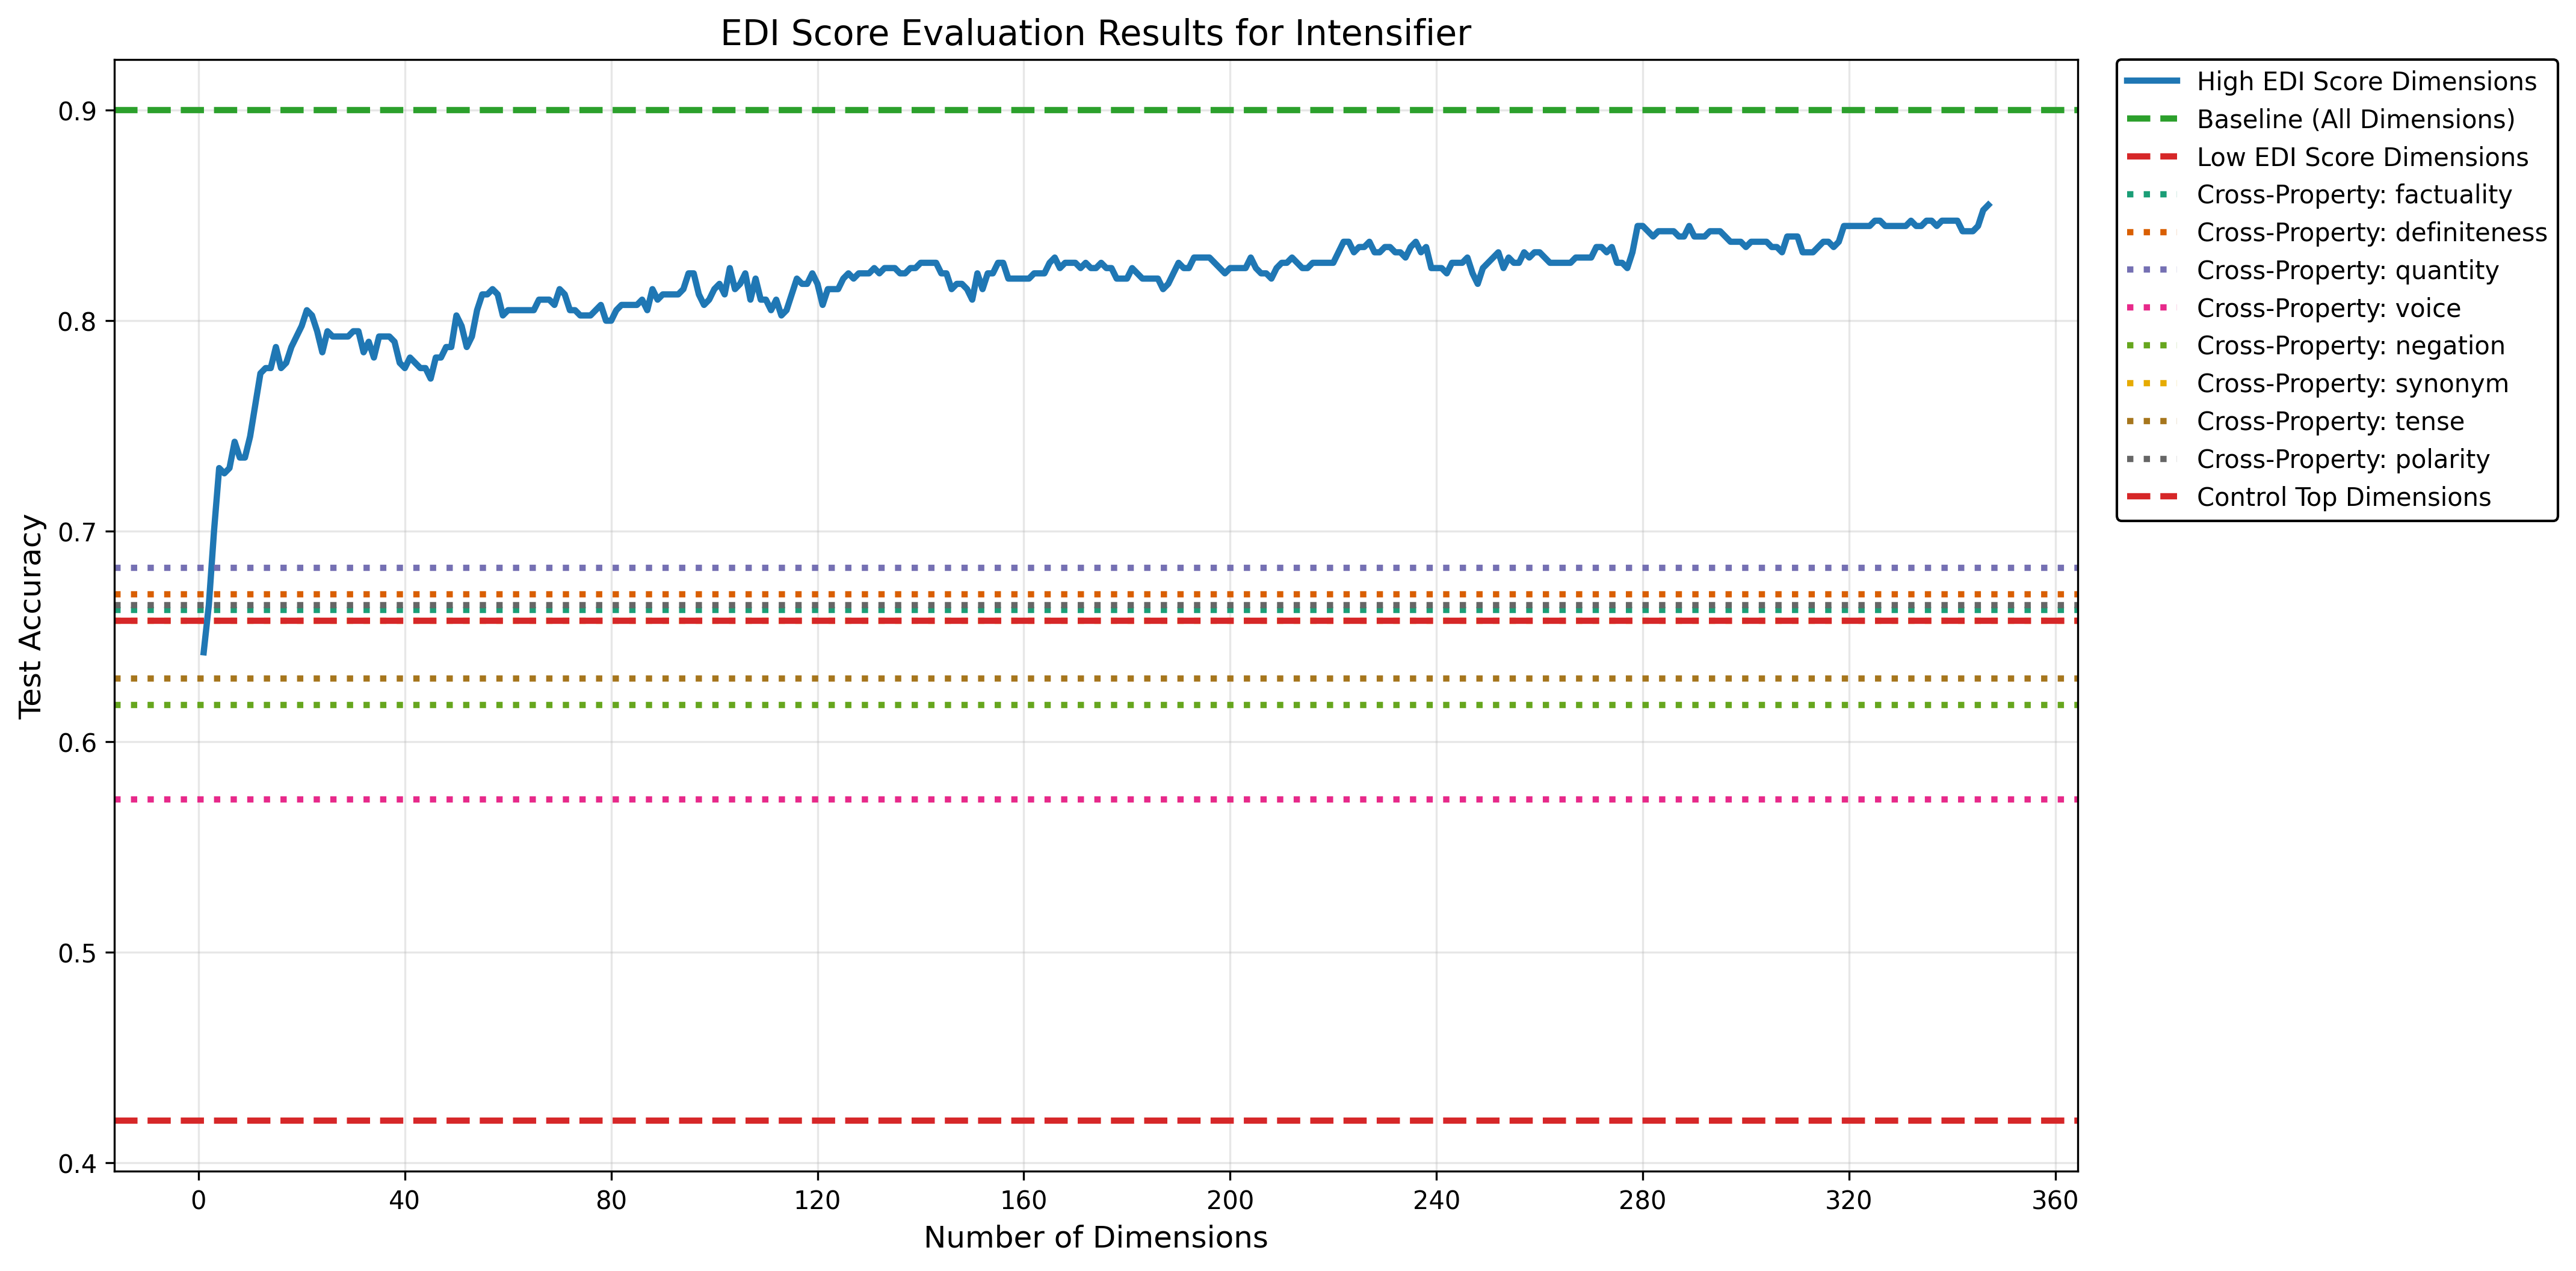 EDI Score Evaluation Results for Intensifier
0.9
0.8
0.7
0.6
0.5
0.4
Test Accuracy
0
40
80
120
160
200
240
280
320
360
Number of Dimensions
High EDI Score Dimensions
Baseline (All Dimensions)
Low EDI Score Dimensions
Cross-Property: factuality
Cross-Property: definiteness
Cross-Property: quantity
Cross-Property: voice
Cross-Property: negation
Cross-Property: synonym
Cross-Property: tense
Cross-Property: polarity
Control Top Dimensions